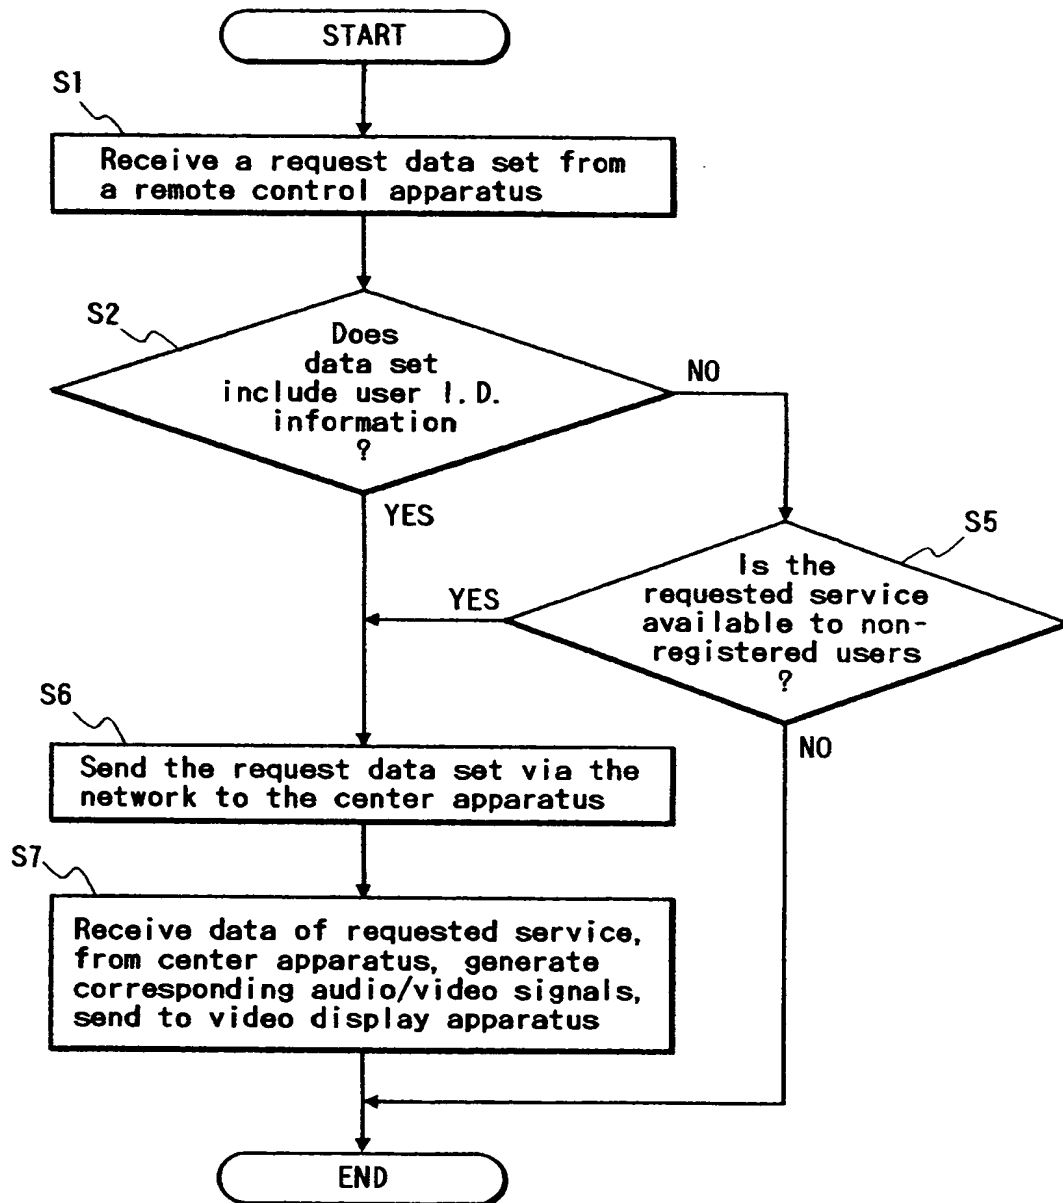 START
S1
Receive a request data set from
a remote control apparatus
S2
Does
data set
include user I.D.
information
?
NO
YES
S5
Is the
requested service
available to non-
registered users
?
YES
NO
S6
Send the request data set via the
network to the center apparatus
S7
Receive data of requested service,
from center apparatus, generate
corresponding audio/video signals,
send to video display apparatus
END